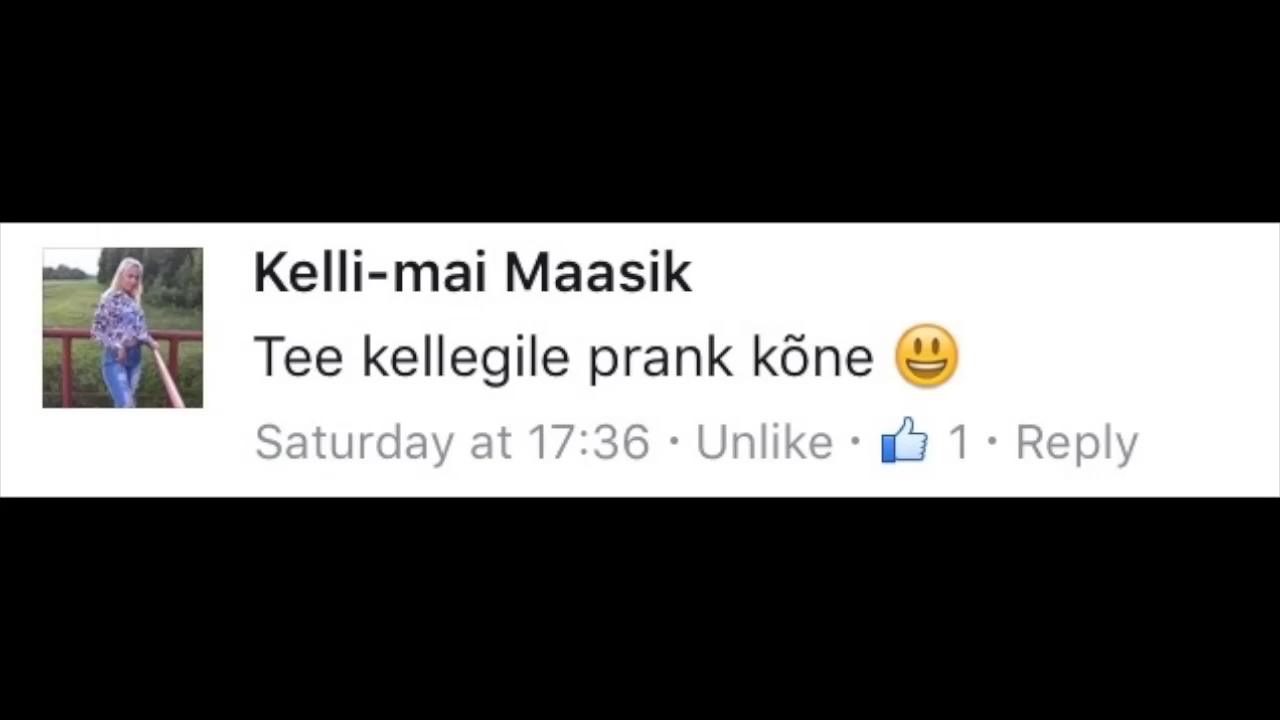 Kelli-mai Maasik
Tee kellegile prank kõne 😃
Saturday at 17:36 · Unlike · 👍 1 · Reply